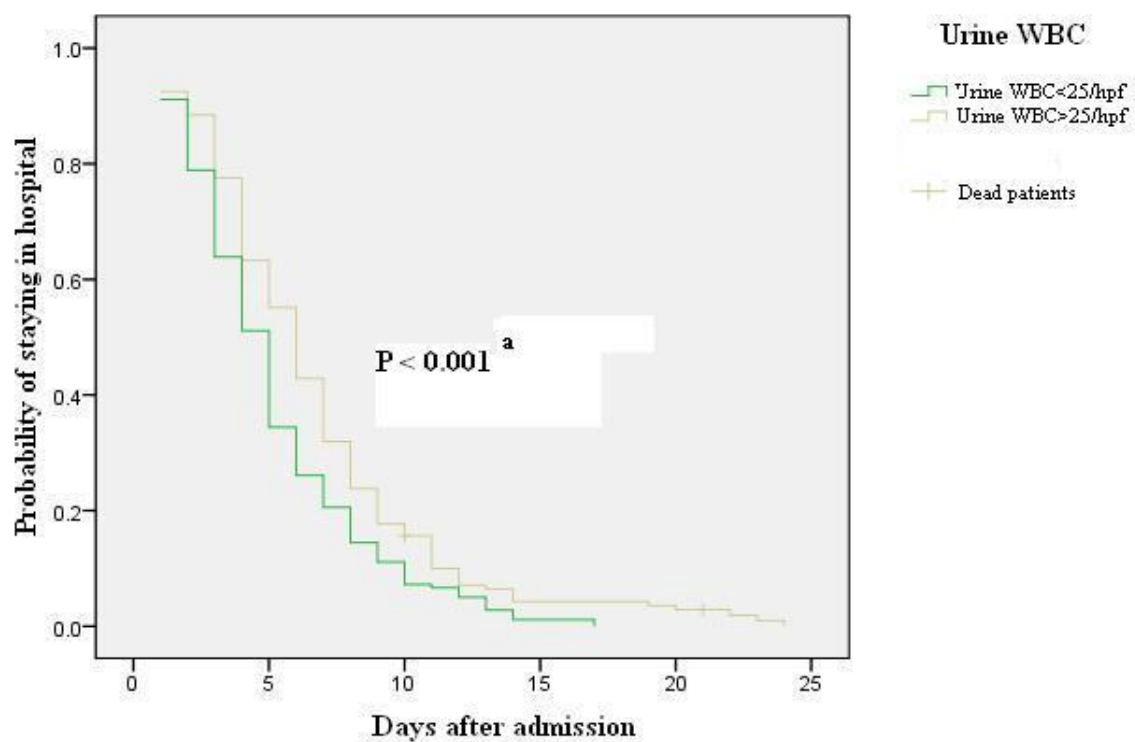 Urine WBC
Urine WBC<25/hpf
Urine WBC>25/hpf
Dead patients
Probability of staying in hospital
1.0
0.8
0.6
0.4
0.2
0.0
P < 0.001 a
0 5 10 15 20 25
Days after admission